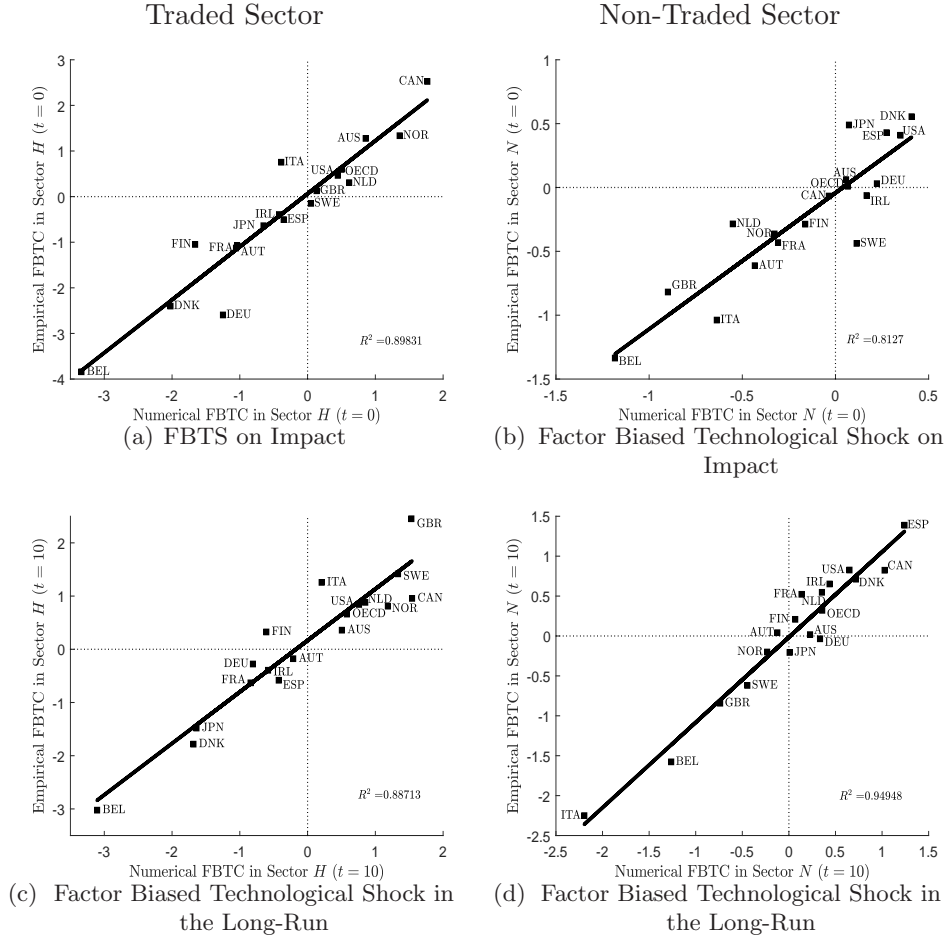 Traded Sector
Non-Traded Sector
Empirical FBTC in Sector H (t = 0)
3
2
1
0
-1
-2
-3
-4
CAN
AUS
NOR
ITA
USA
OECD
NLD
GBR
SWE
IRL
ESP
JPN
FIN
FRA
AUT
DNK
DEU
BEL
R² =0.89831
-3
-2
-1
0
1
2
Numerical FBTC in Sector H (t = 0)
(a) FBTS on Impact
Empirical FBTC in Sector N (t = 0)
1
0.5
0
-0.5
-1
-1.5
DNK
JPN
ESP
USA
AUS
OECD
DEU
CAN
IRL
NLD
FIN
NOR
FRA
SWE
AUT
GBR
ITA
BEL
R² =0.8127
-1.5
-1
-0.5
0
0.5
Numerical FBTC in Sector N (t = 0)
(b) Factor Biased Technological Shock on
Impact
Empirical FBTC in Sector H (t = 10)
2
1
0
-1
-2
-3
GBR
SWE
ITA
USA
NLD
CAN
NOR
OECD
FIN
AUS
AUT
DEU
IRL
FRA
ESP
JPN
DNK
BEL
R² =0.88713
-3
-2
-1
0
1
2
Numerical FBTC in Sector H (t = 10)
(c) Factor Biased Technological Shock in
the Long-Run
Empirical FBTC in Sector N (t = 10)
1.5
1
0.5
0
-0.5
-1
-1.5
-2
-2.5
ESP
USA
CAN
IRL
DNK
FRA
NLD
OECD
FIN
AUT
AUS
DEU
NOR
JPN
SWE
GBR
BEL
ITA
R² =0.94948
-2.5
-2
-1.5
-1
-0.5
0
0.5
1
1.5
Numerical FBTC in Sector N (t = 10)
(d) Factor Biased Technological Shock in
the Long-Run